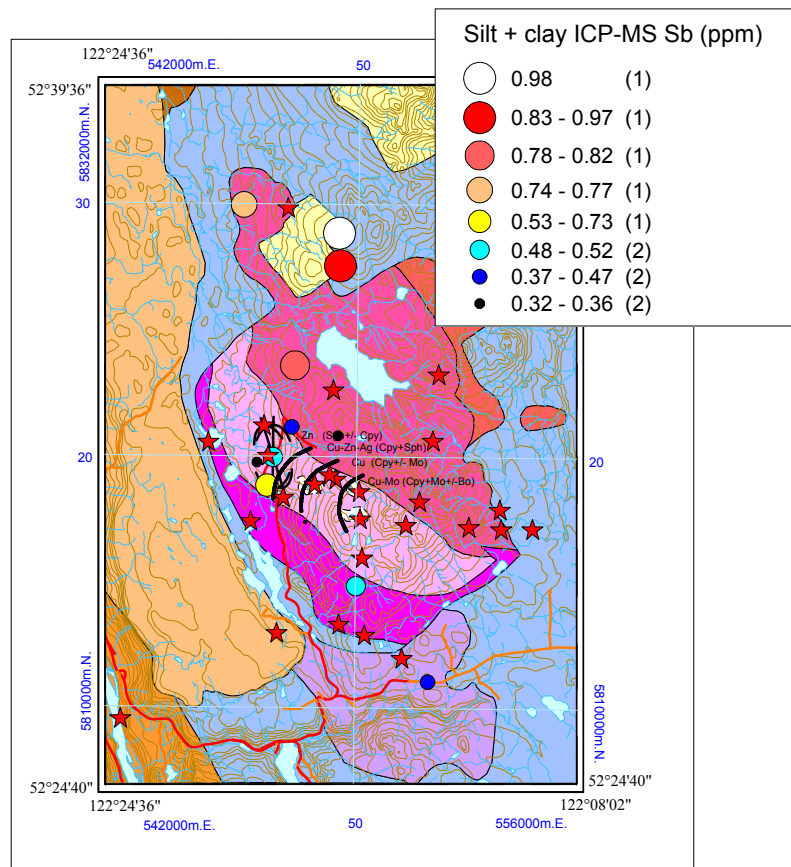 Silt + clay ICP-MS Sb (ppm)
0.98 (1)
0.83 - 0.97 (1)
0.78 - 0.82 (1)
0.74 - 0.77 (1)
0.53 - 0.73 (1)
0.48 - 0.52 (2)
0.37 - 0.47 (2)
0.32 - 0.36 (2)
122°24'36"
542000m.E. 50
52°39'36"
5832000m.N.
30
Zn (Sph+/- Cpy)
Cu-Zn-Ag (Cpy+Sph)
20 20
Cu (Cpy+/- Mo)
Cu-Mo (Cpy+Mo+/-Bo)
5810000m.N. 5810000m.N.
52°24'40" 52°24'40"
122°24'36" 122°08'02"
542000m.E. 50 556000m.E.